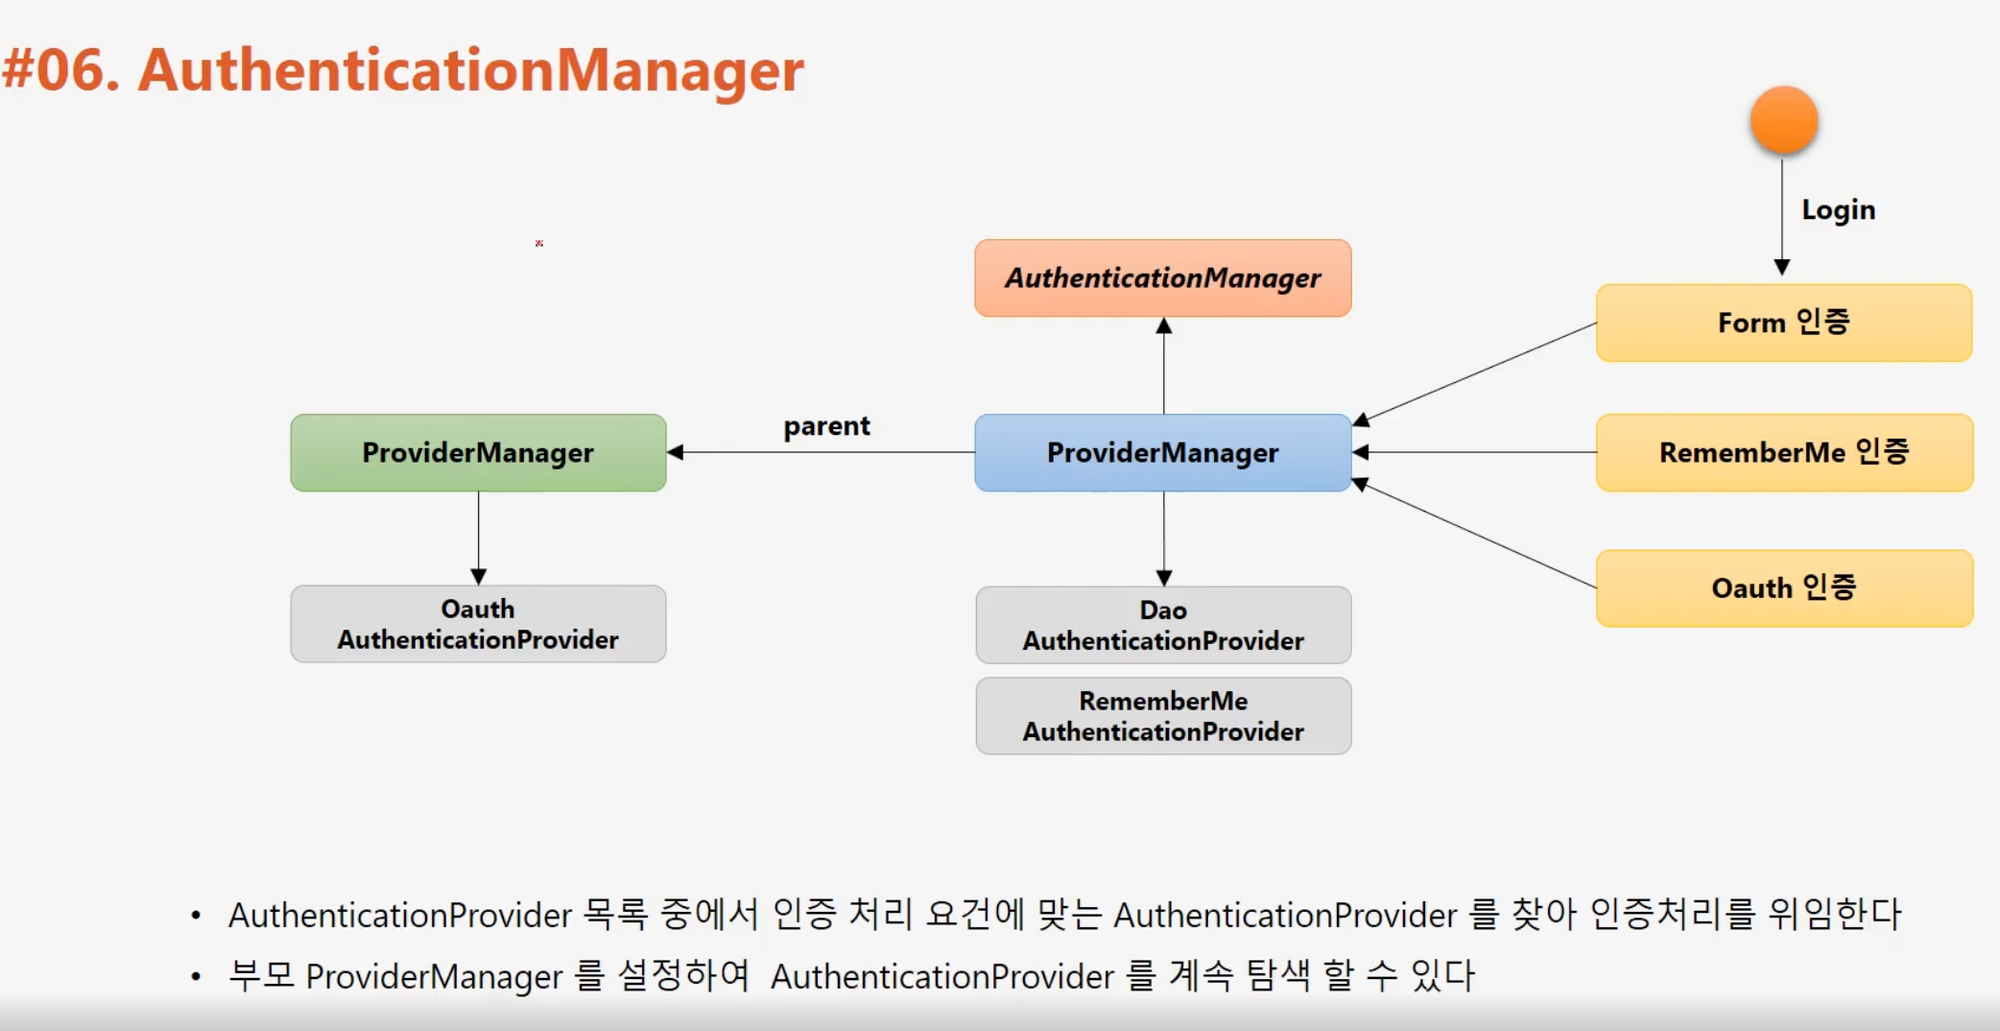 #06. AuthenticationManager
Login
AuthenticationManager
Form 인증
parent
ProviderManager
ProviderManager
RememberMe 인증
Oauth
AuthenticationProvider
Dao
AuthenticationProvider
Oauth 인증
RememberMe
AuthenticationProvider
• AuthenticationProvider 목록 중에서 인증 처리 요건에 맞는 AuthenticationProvider 를 찾아 인증처리를 위임한다
• 부모 ProviderManager 를 설정하여 AuthenticationProvider 를 계속 탐색 할 수 있다